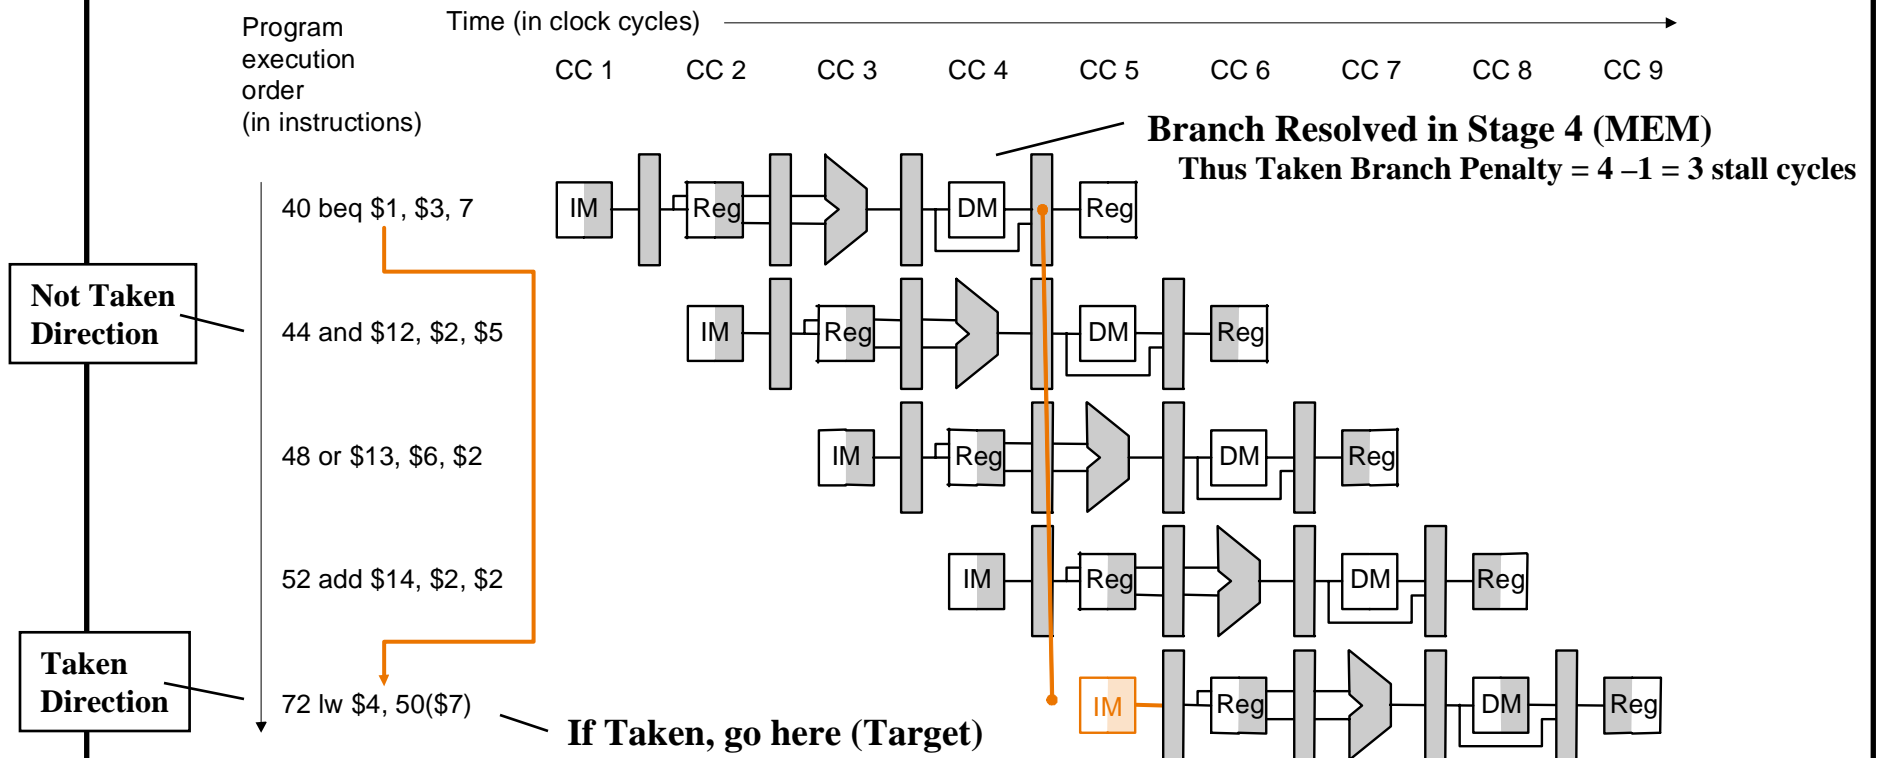 Program
execution
order
(in instructions)
Time (in clock cycles)
CC 1 CC 2 CC 3 CC 4 CC 5 CC 6 CC 7 CC 8 CC 9
Branch Resolved in Stage 4 (MEM)
Thus Taken Branch Penalty = 4 –1 = 3 stall cycles
40 beq $1, $3, 7
IM Reg DM Reg
Not Taken
Direction
44 and $12, $2, $5
IM Reg DM Reg
48 or $13, $6, $2
IM Reg DM Reg
52 add $14, $2, $2
IM Reg DM Reg
Taken
Direction
72 lw $4, 50($7)
IM Reg DM Reg
If Taken, go here (Target)